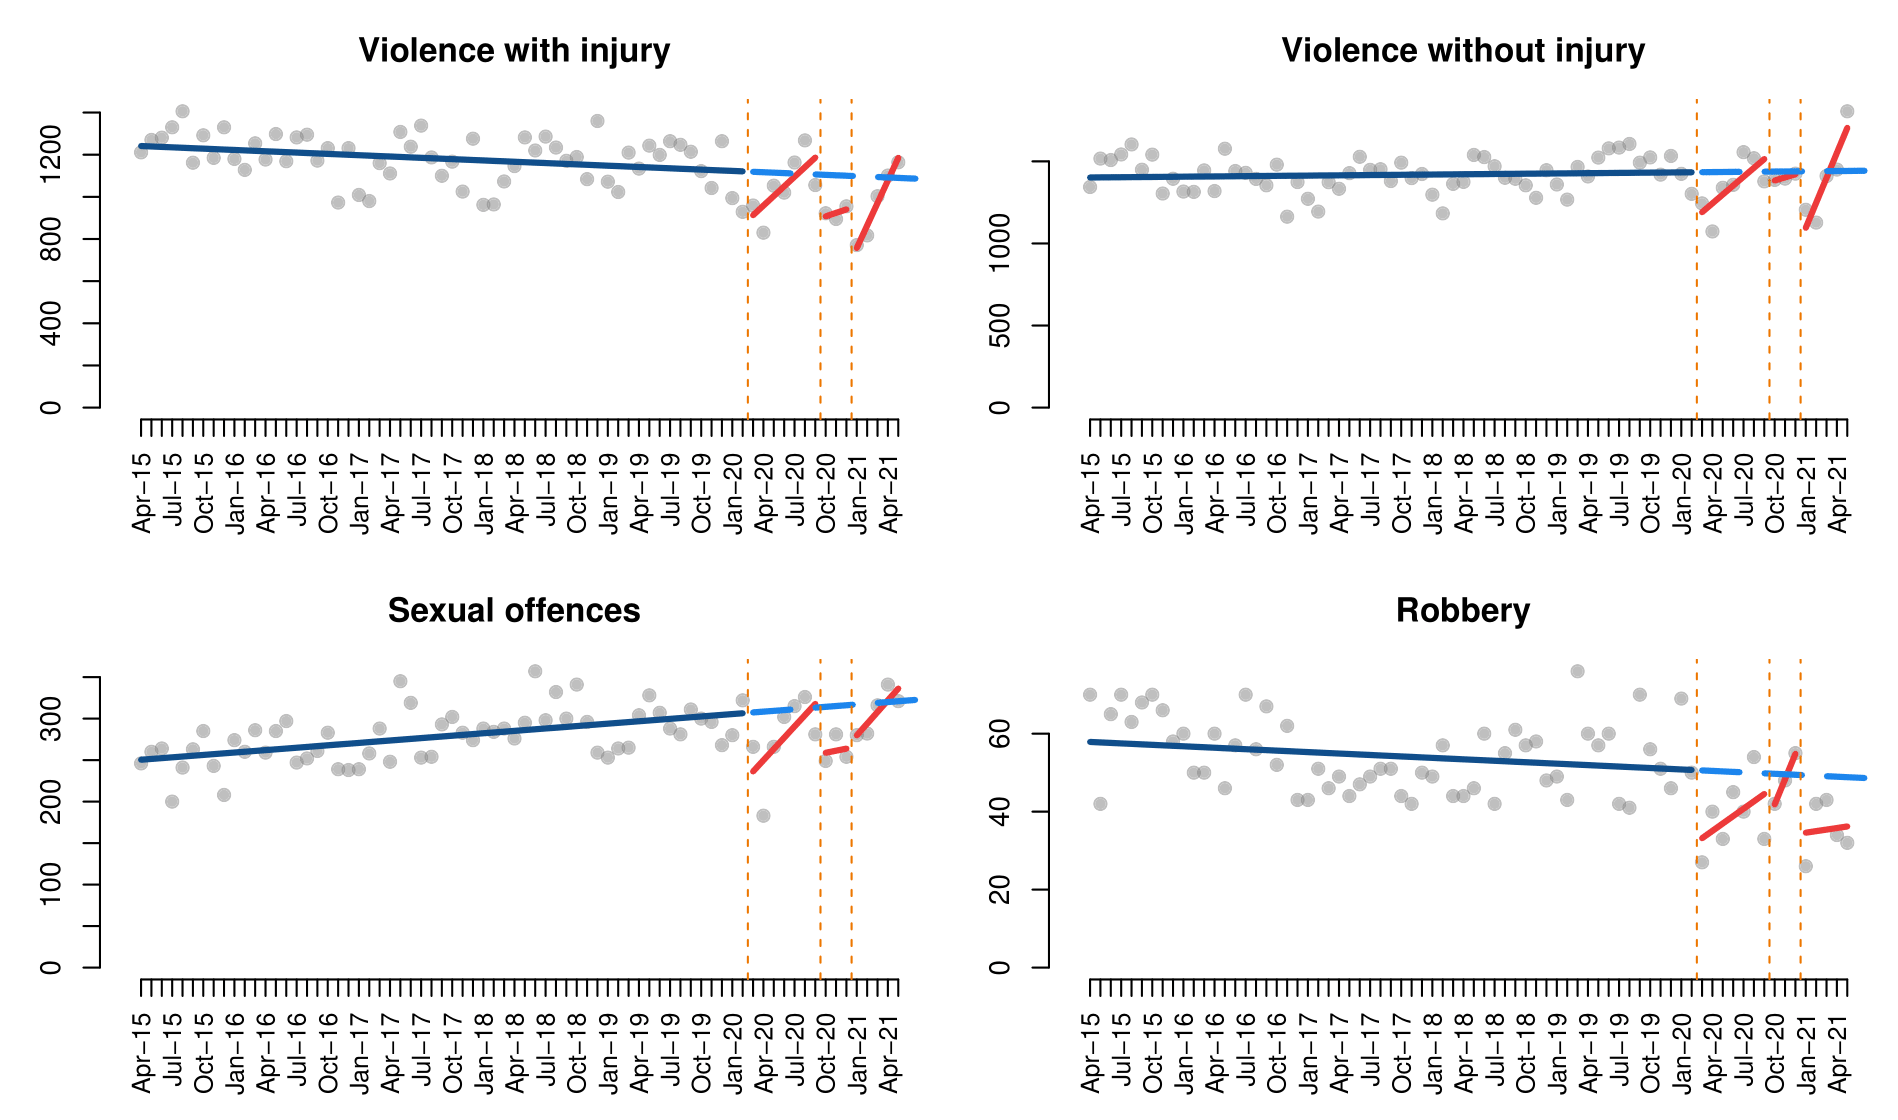 Violence with injury
0 400 800 1200
Apr−15 Jul−15 Oct−15 Jan−16 Apr−16 Jul−16 Oct−16 Jan−17 Apr−17 Jul−17 Oct−17 Jan−18 Apr−18 Jul−18 Oct−18 Jan−19 Apr−19 Jul−19 Oct−19 Jan−20 Apr−20 Jul−20 Oct−20 Jan−21 Apr−21
Violence without injury
0 500 1000
Apr−15 Jul−15 Oct−15 Jan−16 Apr−16 Jul−16 Oct−16 Jan−17 Apr−17 Jul−17 Oct−17 Jan−18 Apr−18 Jul−18 Oct−18 Jan−19 Apr−19 Jul−19 Oct−19 Jan−20 Apr−20 Jul−20 Oct−20 Jan−21 Apr−21
Sexual offences
0 100 200 300
Apr−15 Jul−15 Oct−15 Jan−16 Apr−16 Jul−16 Oct−16 Jan−17 Apr−17 Jul−17 Oct−17 Jan−18 Apr−18 Jul−18 Oct−18 Jan−19 Apr−19 Jul−19 Oct−19 Jan−20 Apr−20 Jul−20 Oct−20 Jan−21 Apr−21
Robbery
0 20 40 60
Apr−15 Jul−15 Oct−15 Jan−16 Apr−16 Jul−16 Oct−16 Jan−17 Apr−17 Jul−17 Oct−17 Jan−18 Apr−18 Jul−18 Oct−18 Jan−19 Apr−19 Jul−19 Oct−19 Jan−20 Apr−20 Jul−20 Oct−20 Jan−21 Apr−21